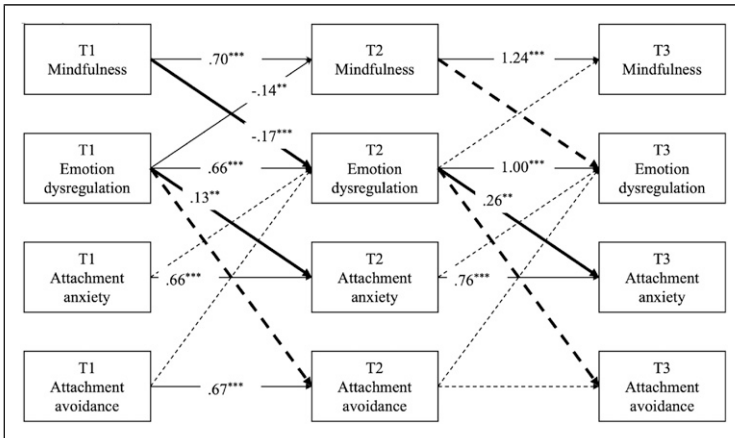 T1
Mindfulness
.70***
T2
Mindfulness
1.24***
T3
Mindfulness
-.14**
-.17***
T1
Emotion
dysregulation
.66***
T2
Emotion
dysregulation
1.00***
T3
Emotion
dysregulation
.13**
.26**
T1
Attachment
anxiety
.66***
T2
Attachment
anxiety
.76***
T3
Attachment
anxiety
T1
Attachment
avoidance
.67***
T2
Attachment
avoidance
T3
Attachment
avoidance